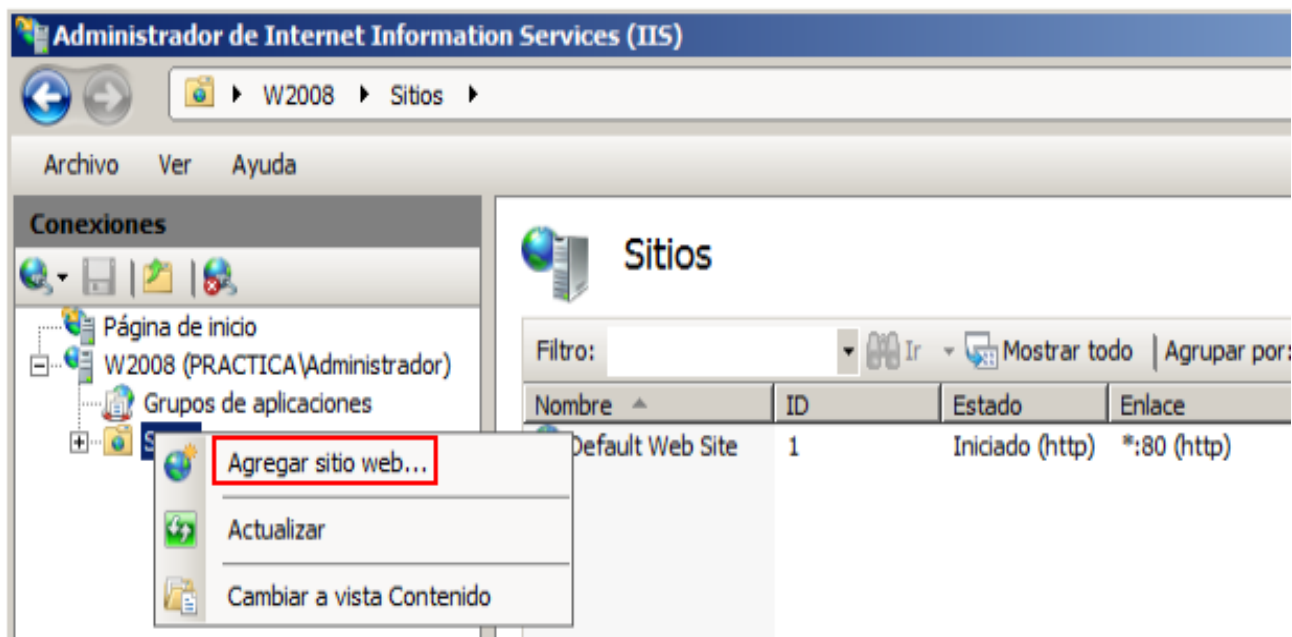 Administrador de Internet Information Services (IIS)
W2008 Sitios
Archivo Ver Ayuda
Conexiones
Página de inicio
W2008 (PRACTICA\Administrador)
Grupos de aplicaciones
Agregar sitio web...
Actualizar
Cambiar a vista Contenido
Sitios
Filtro: Ir Mostrar todo Agrupar por:
Nombre ID Estado Enlace
Default Web Site 1 Iniciado (http) *:80 (http)